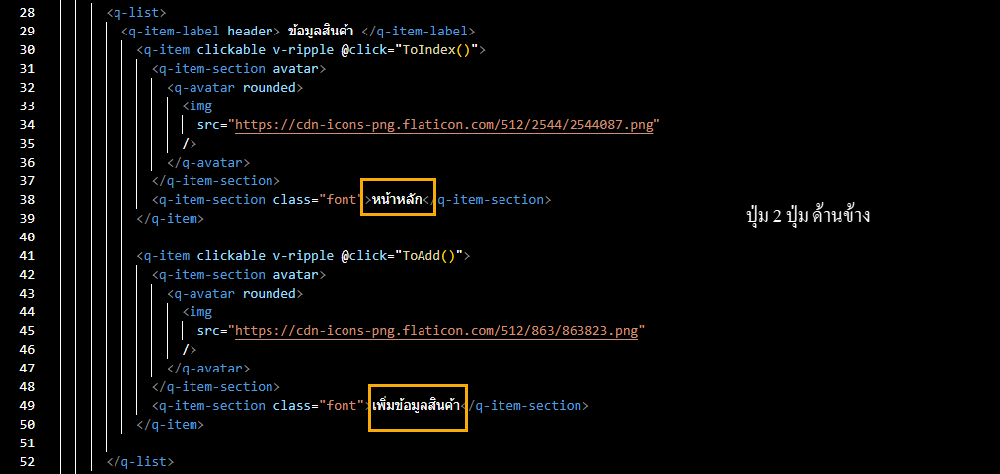 28 <q-list>
29 <q-item-label header> ข้อมูลสินค้า </q-item-label>
30 <q-item clickable v-ripple @click="ToIndex()">
31 <q-item-section avatar>
32 <q-avatar rounded>
33 <img
34 src="https://cdn-icons-png.flaticon.com/512/2544/2544087.png"
35 />
36 </q-avatar>
37 </q-item-section>
38 <q-item-section class="font">หน้าหลัก</q-item-section>
39 </q-item>
ปุ่ม 2 ปุ่ม ด้านข้าง
40
41 <q-item clickable v-ripple @click="ToAdd()">
42 <q-item-section avatar>
43 <q-avatar rounded>
44 <img
45 src="https://cdn-icons-png.flaticon.com/512/863/863823.png"
46 />
47 </q-avatar>
48 </q-item-section>
49 <q-item-section class="font">เพิ่มข้อมูลสินค้า</q-item-section>
50 </q-item>
51
52 </q-list>